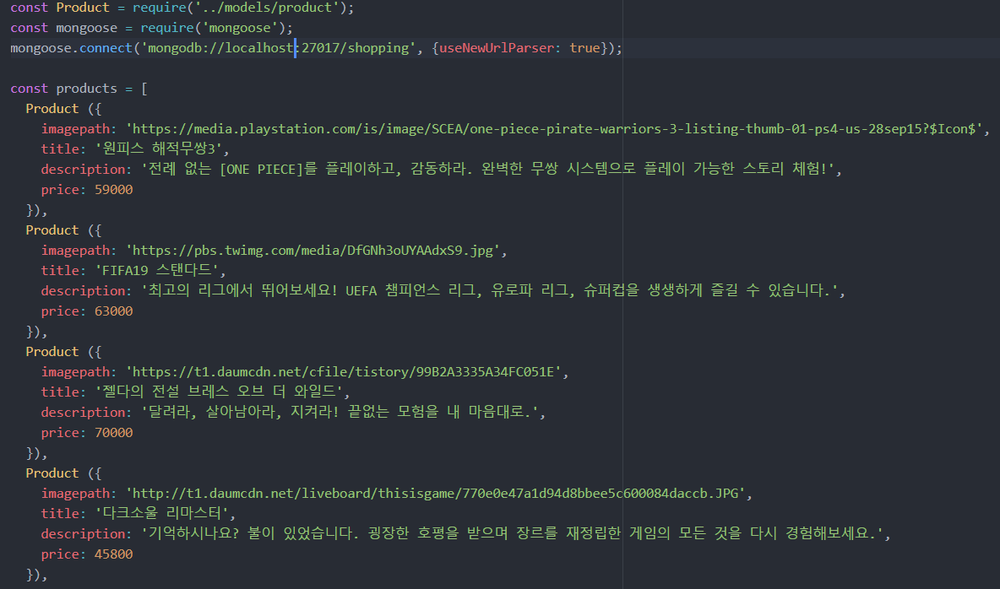 const Product = require('../models/product');
const mongoose = require('mongoose');
mongoose.connect('mongodb://localhost:27017/shopping', {useNewUrlParser: true});
const products = [
Product ({
imagepath: 'https://media.playstation.com/is/image/SCEA/one-piece-pirate-warriors-3-listing-thumb-01-ps4-us-28sep15?$Icon$',
title: '원피스 해적무쌍3',
description: '전례 없는 [ONE PIECE]를 플레이하고, 감동하라. 완벽한 무쌍 시스템으로 플레이 가능한 스토리 체험!',
price: 59000
}),
Product ({
imagepath: 'https://pbs.twimg.com/media/DfGNh3oUYAAdxS9.jpg',
title: 'FIFA19 스탠다드',
description: '최고의 리그에서 뛰어보세요! UEFA 챔피언스 리그, 유로파 리그, 슈퍼컵을 생생하게 즐길 수 있습니다.',
price: 63000
}),
Product ({
imagepath: 'https://t1.daumcdn.net/cfile/tistory/99B2A3335A34FC051E',
title: '젤다의 전설 브레스 오브 더 와일드',
description: '달려라, 살아남아라, 지켜라! 끝없는 모험을 내 마음대로.',
price: 70000
}),
Product ({
imagepath: 'http://t1.daumcdn.net/liveboard/thisisgame/770e0e47a1d94d8bbee5c600084daccb.JPG',
title: '다크소울 리마스터',
description: '기억하시나요? 불이 있었습니다. 굉장한 호평을 받으며 장르를 재정립한 게임의 모든 것을 다시 경험해보세요.',
price: 45800
}),